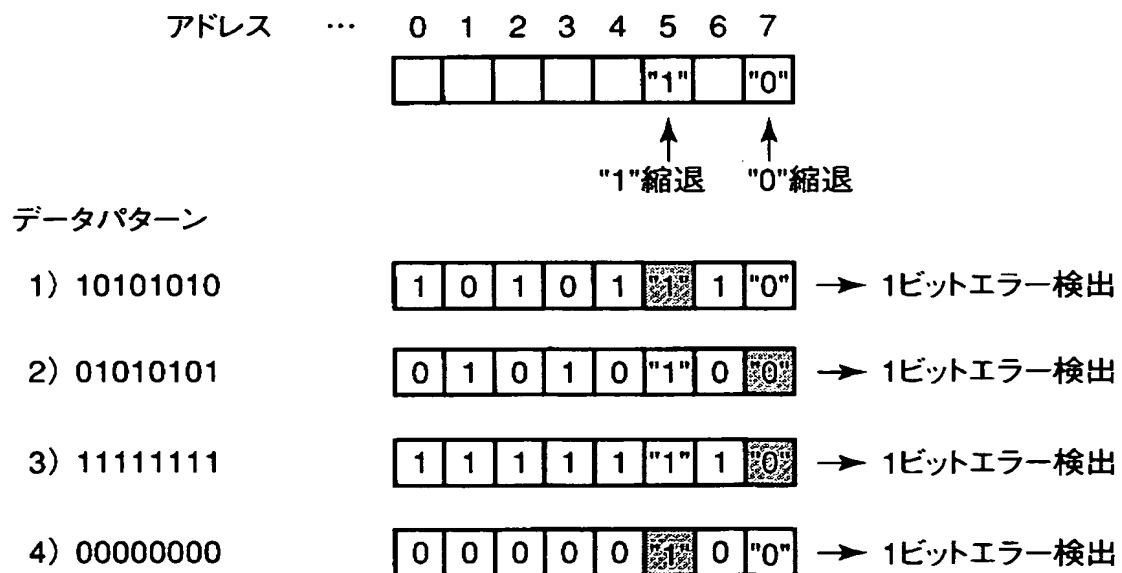 アドレス … 0 1 2 3 4 5 6 7
"1" "0"
"1"縮退 "0"縮退
データパターン
1) 10101010 1 0 1 0 1 "1" 1 "0" → 1ビットエラー検出
2) 01010101 0 1 0 1 0 "1" 0 "0" → 1ビットエラー検出
3) 11111111 1 1 1 1 1 "1" 1 "0" → 1ビットエラー検出
4) 00000000 0 0 0 0 0 "1" 0 "0" → 1ビットエラー検出